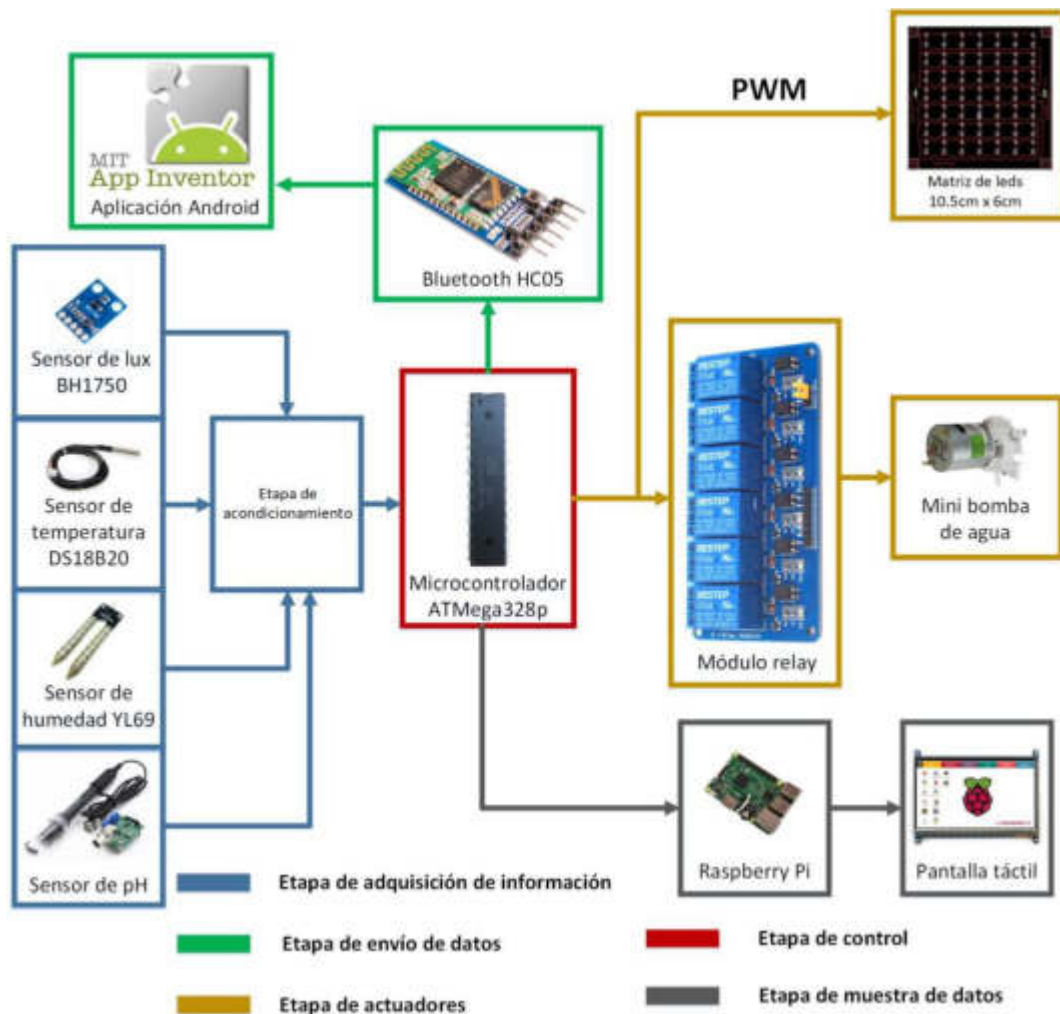 PWM
MIT
App Inventor
Aplicación Android
Matriz de leds
10.5cm x 6cm
Bluetooth HC05
Sensor de lux
BH1750
Sensor de
temperatura
DS18B20
Etapa de
acondicionamiento
Microcontrolador
ATMega328p
Módulo relay
Mini bomba
de agua
Sensor de
humedad YL69
Sensor de pH
Raspberry Pi
Pantalla táctil
Etapa de adquisición de información
Etapa de envío de datos
Etapa de control
Etapa de actuadores
Etapa de muestra de datos